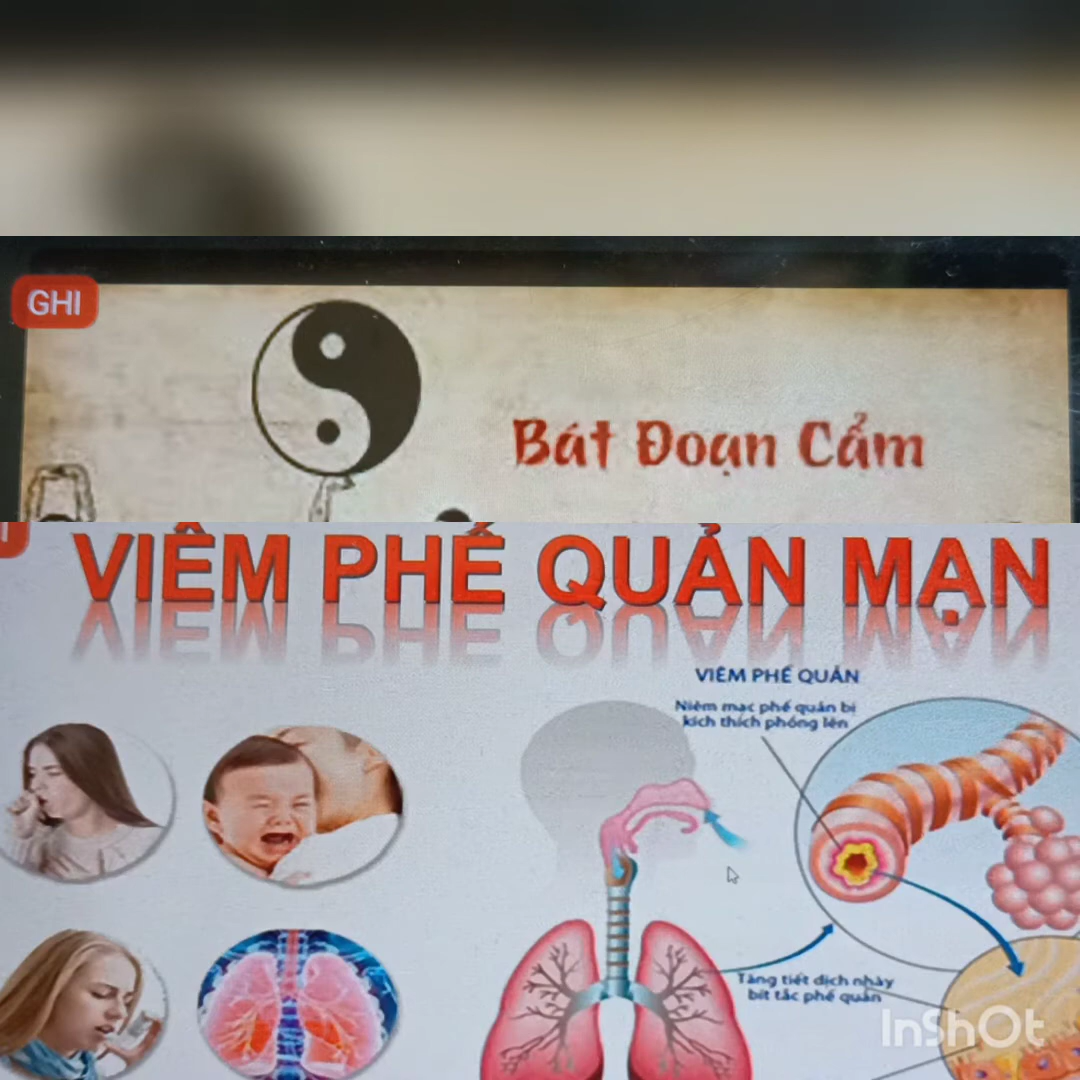 GHI
Bát Đoạn Cẩm
VIÊM PHẾ QUẢN MẠN
VIÊM PHẾ QUẢN
Niêm mạc phế quản bị
kích thích phồng lên
Tăng tiết dịch nhày
bít tắc phế quản
InShOt